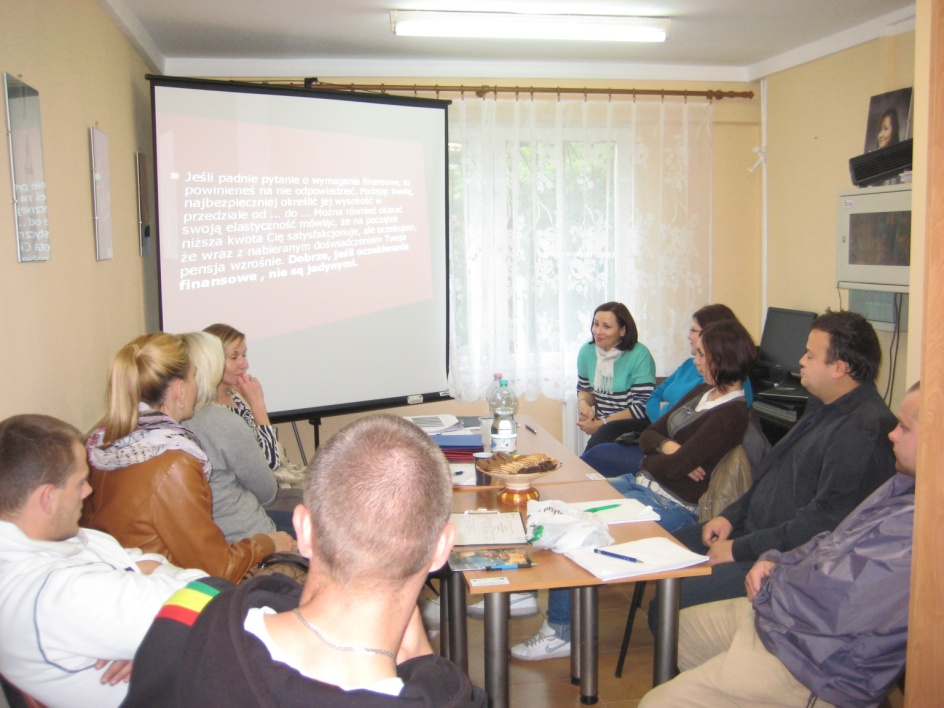 Jeśli padnie pytanie o wymagania finansowe, to
powinieneś na nie odpowiedzieć. Podając kwotę,
najbezpieczniej określić jej wysokość w
przedziale od ... do ... Można również okazać
swoją elastyczność mówiąc, że na początek
niższa kwota Cię satysfakcjonuje, ale oczekujesz,
że wraz z nabieranym doświadczeniem Twoja
pensja wzrośnie. Dobrze, jeśli oczekiwania
finansowe , nie są jedynymi.